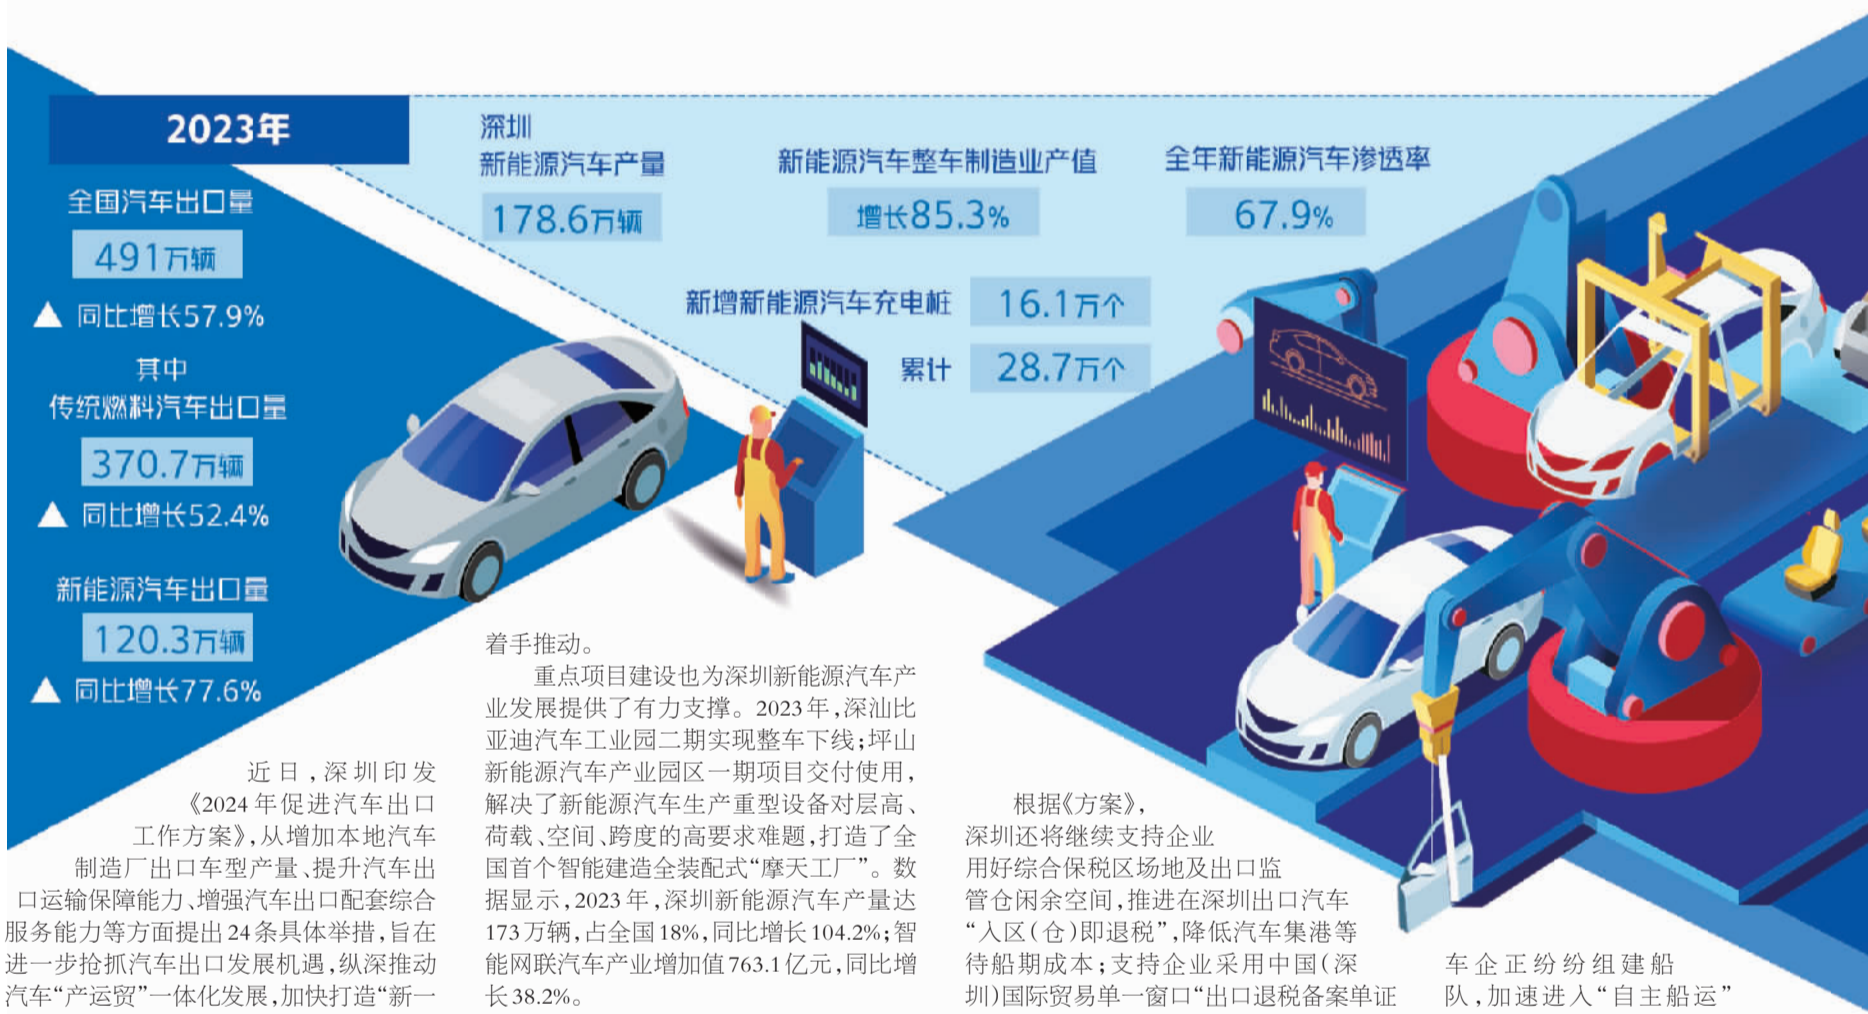 2023年
全国汽车出口量
491万辆
同比增长57.9%
其中
传统燃料汽车出口量
370.7万辆
同比增长52.4%
新能源汽车出口量
120.3万辆
同比增长77.6%
深圳
新能源汽车产量
178.6万辆
新能源汽车整车制造业产值
增长85.3%
全年新能源汽车渗透率
67.9%
新增新能源汽车充电桩
16.1万个
累计
28.7万个
近日,深圳印发
《2024年促进汽车出口
工作方案》,从增加本地汽车
制造厂出口车型产量、提升汽车出
口运输保障能力、增强汽车出口配套综合
服务能力等方面提出24条具体举措,旨在
进一步抢抓汽车出口发展机遇,纵深推动
汽车“产运贸”一体化发展,加快打造“新一
着手推动。
重点项目建设也为深圳新能源汽车产
业发展提供了有力支撑。2023年,深汕比
亚迪汽车工业园二期实现整车下线;坪山
新能源汽车产业园区一期项目交付使用,
解决了新能源汽车生产重型设备对层高、
荷载、空间、跨度的高要求难题,打造了全
国首个智能建造全装配式“摩天工厂”。数
据显示,2023年,深圳新能源汽车产量达
173万辆,占全国18%,同比增长104.2%;智
能网联汽车产业增加值763.1亿元,同比增
长38.2%。
根据《方案》,
深圳还将继续支持企业
用好综合保税区场地及出口监
管仓闲余空间,推进在深圳出口汽车
“入区(仓)即退税”,降低汽车集港等
待船期成本;支持企业采用中国(深
圳)国际贸易单一窗口“出口退税备案单证
车企正纷纷组建船
队,加速进入“自主船运”